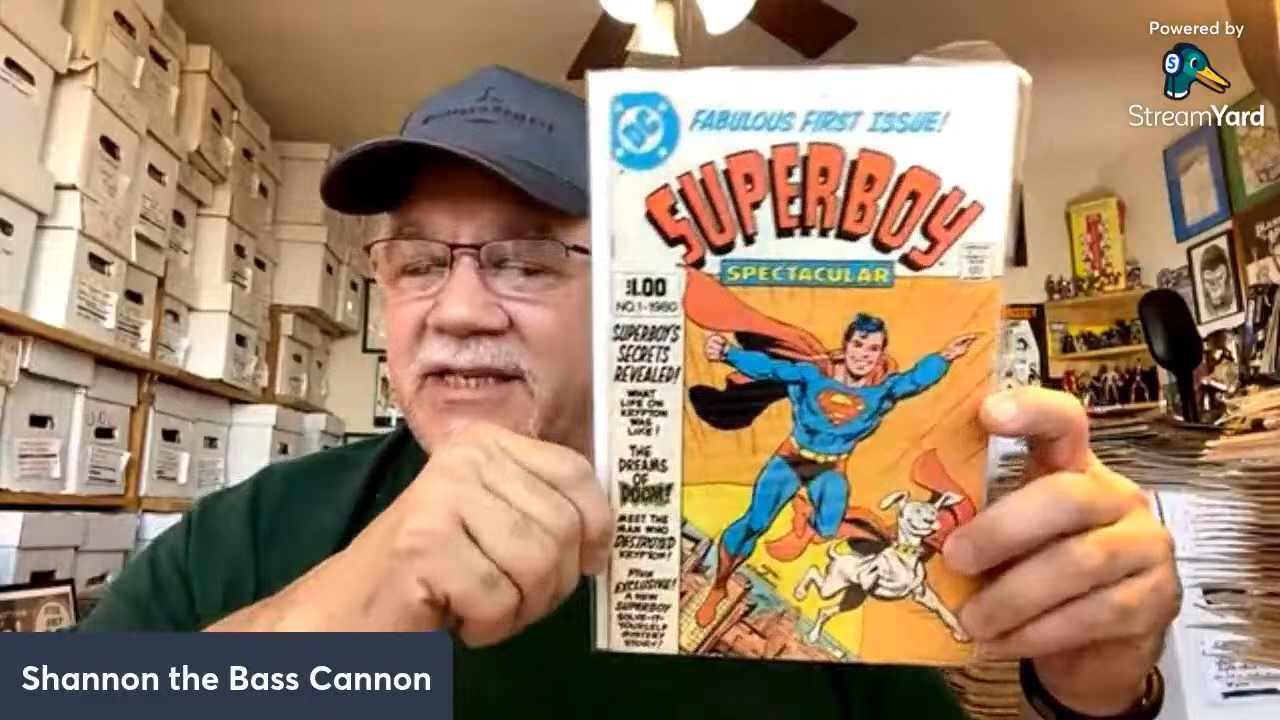 Powered by
StreamYard
DC
FABULOUS FIRST ISSUE!
SUPERBOY
SPECTACULAR
$1.00
NO.1-1980
SUPERBOY'S
SECRETS
REVEALED!
WHAT
LIFE ON
KRYPTON
WAS
LIKE!
THE
DREAMS
OF
DOOM!
MEET THE
MAN WHO
DESTROYED
KRYPTON!
PLUS
EXCLUSIVE!
A NEW
SUPERBOY
SOLVE-IT-
YOURSELF
MYSTERY
STORY!
Shannon the Bass Cannon